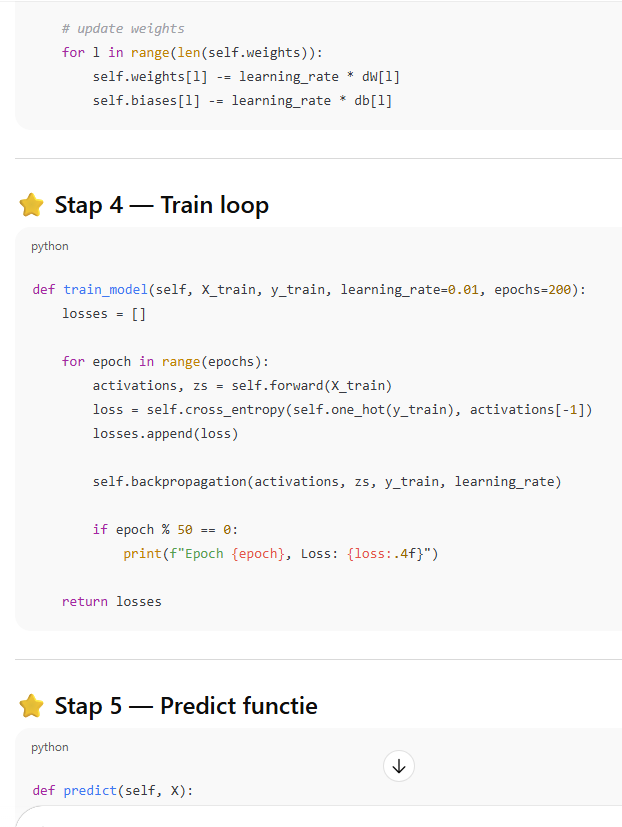 # update weights
for l in range(len(self.weights)):
    self.weights[l] -= learning_rate * dW[l]
    self.biases[l] -= learning_rate * db[l]
Stap 4 — Train loop
python
def train_model(self, X_train, y_train, learning_rate=0.01, epochs=200):
    losses = []
    for epoch in range(epochs):
        activations, zs = self.forward(X_train)
        loss = self.cross_entropy(self.one_hot(y_train), activations[-1])
        losses.append(loss)
        self.backpropagation(activations, zs, y_train, learning_rate)
        if epoch % 50 == 0:
            print(f"Epoch {epoch}, Loss: {loss:.4f}")
    return losses
Stap 5 — Predict functie
python
def predict(self, X):